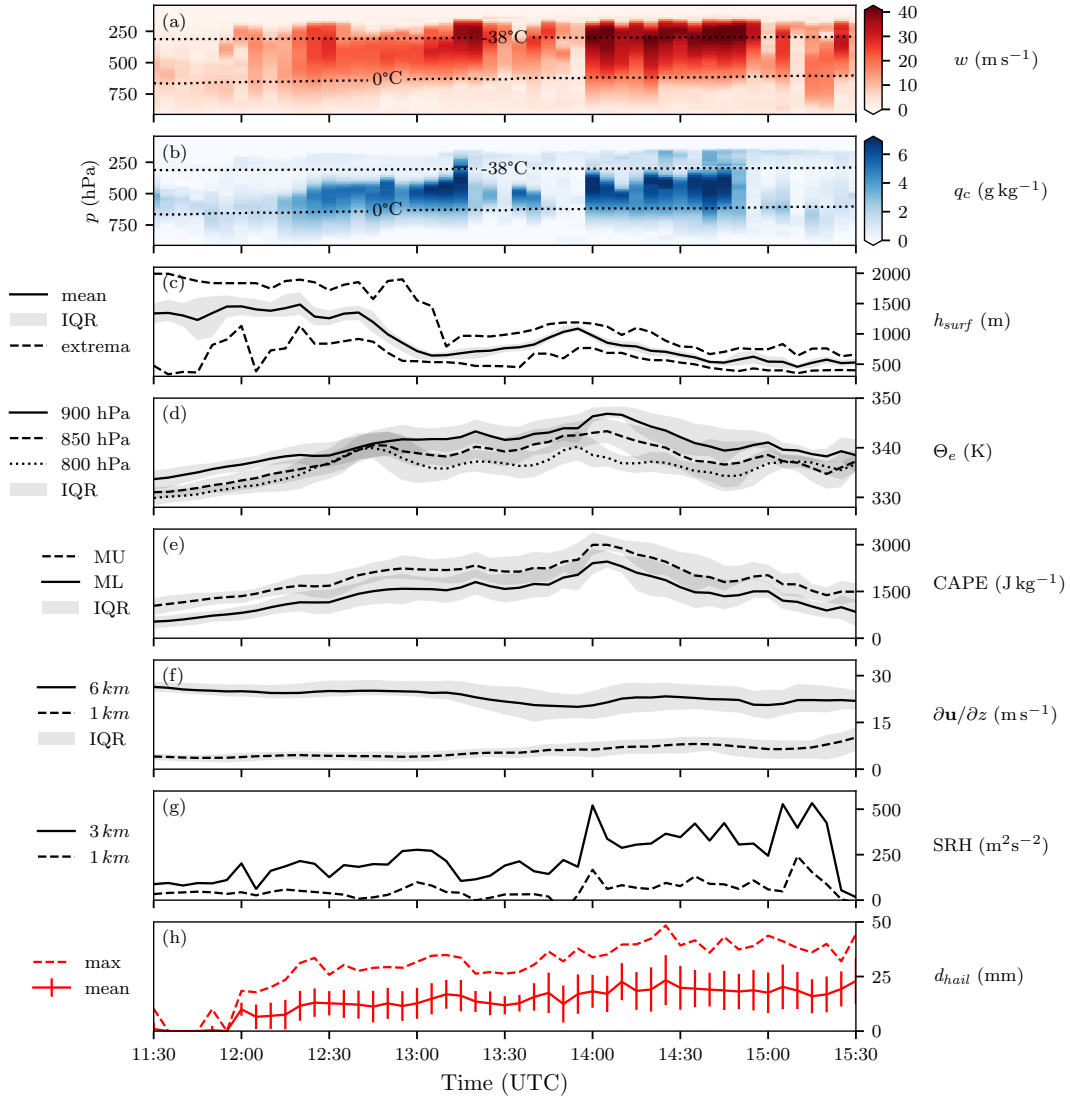 (a)
-38°C
0°C
250
500
750
40
30
20
10
0
w (m s⁻¹)
(b)
-38°C
0°C
250
500
750
p (hPa)
6
4
2
0
q_c (g kg⁻¹)
(c)
mean
IQR
extrema
2000
1500
1000
500
h_surf (m)
(d)
900 hPa
850 hPa
800 hPa
IQR
350
340
330
Θ_e (K)
(e)
MU
ML
IQR
3000
1500
0
CAPE (J kg⁻¹)
(f)
6 km
1 km
IQR
30
15
0
∂u/∂z (m s⁻¹)
(g)
3 km
1 km
500
250
0
SRH (m²s⁻²)
(h)
max
mean
50
25
0
d_hail (mm)
11:30 12:00 12:30 13:00 13:30 14:00 14:30 15:00 15:30
Time (UTC)